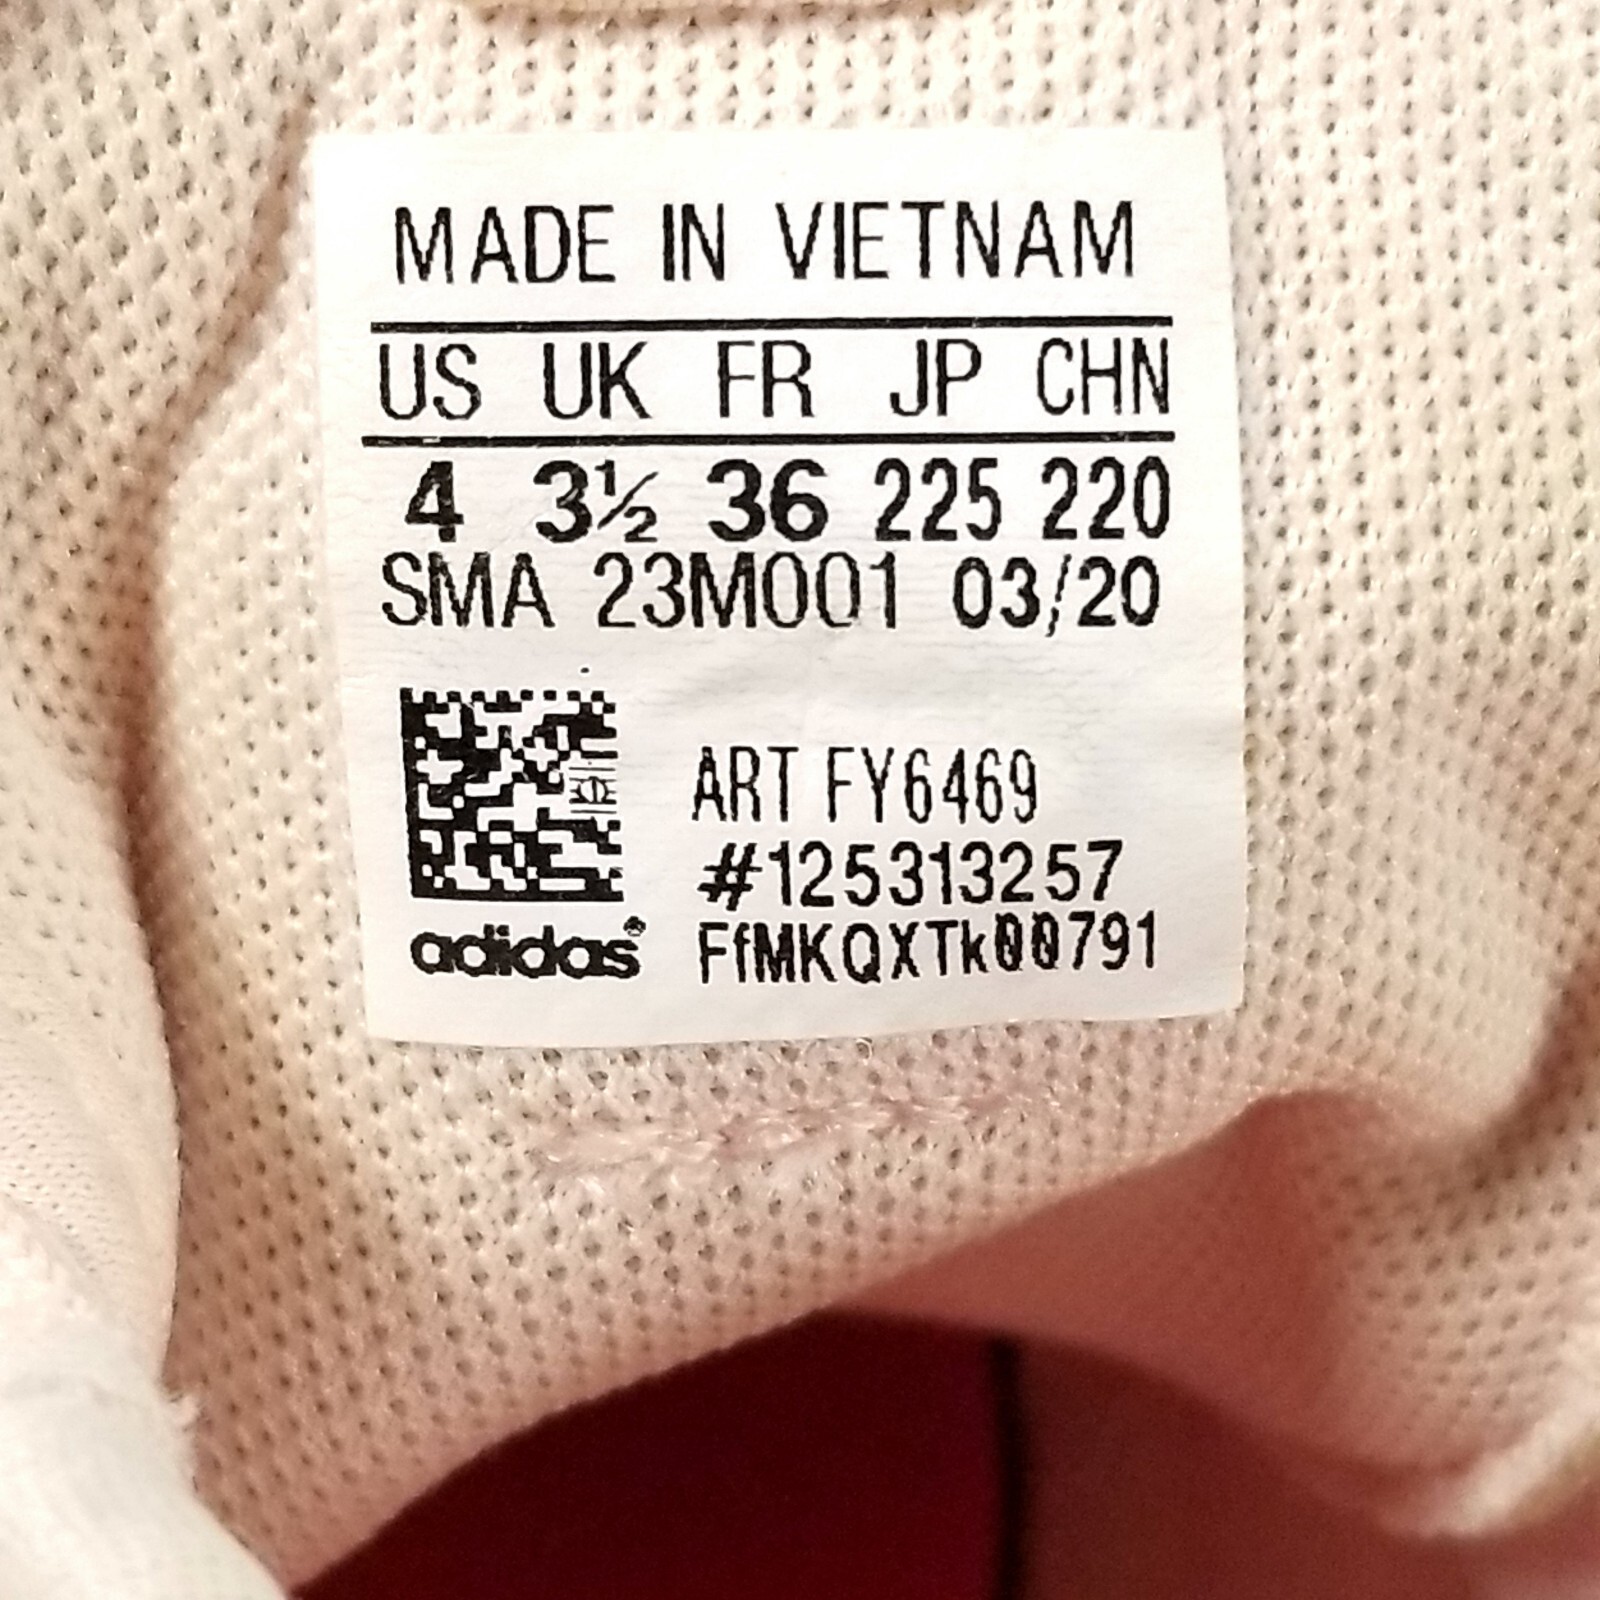 MADE IN VIETNAM
US UK FR JP CHN
4 3½ 36 225 220
SMA 23M001 03/20
ART FY6469
#125313257
adidas® FfMKQXTk00791